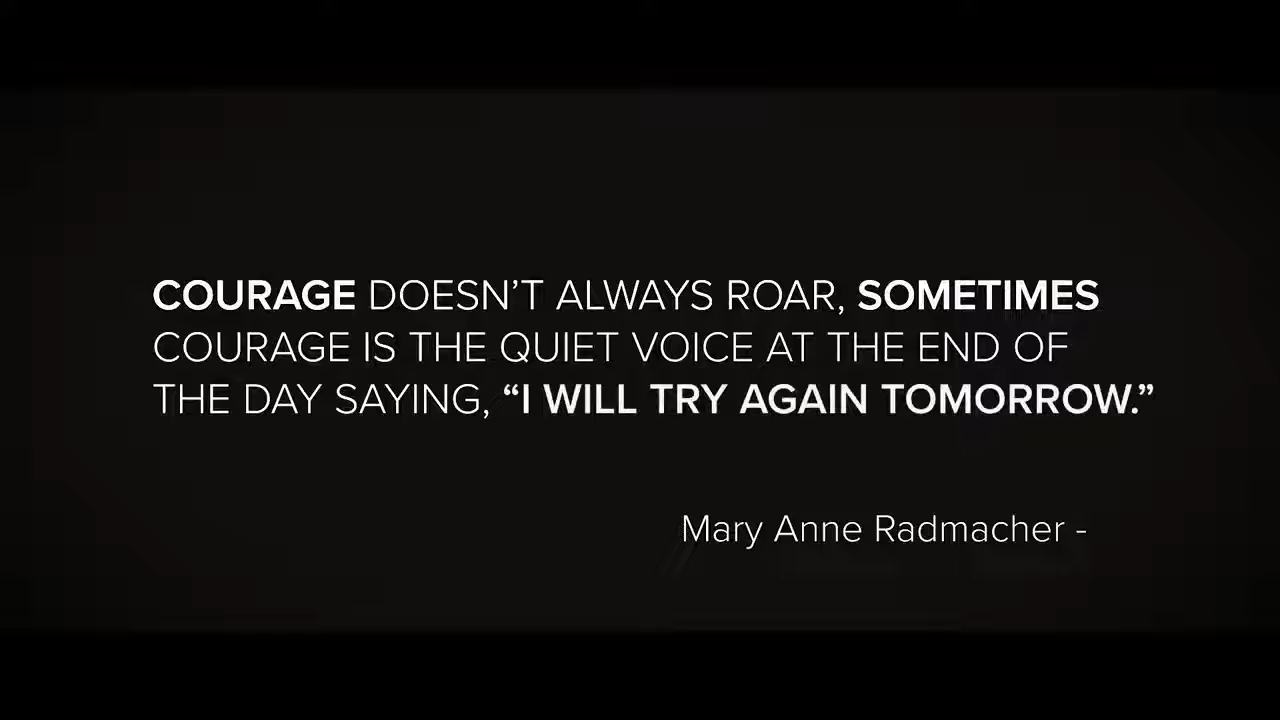 COURAGE DOESN’T ALWAYS ROAR, SOMETIMES
COURAGE IS THE QUIET VOICE AT THE END OF
THE DAY SAYING, “I WILL TRY AGAIN TOMORROW.”
Mary Anne Radmacher -